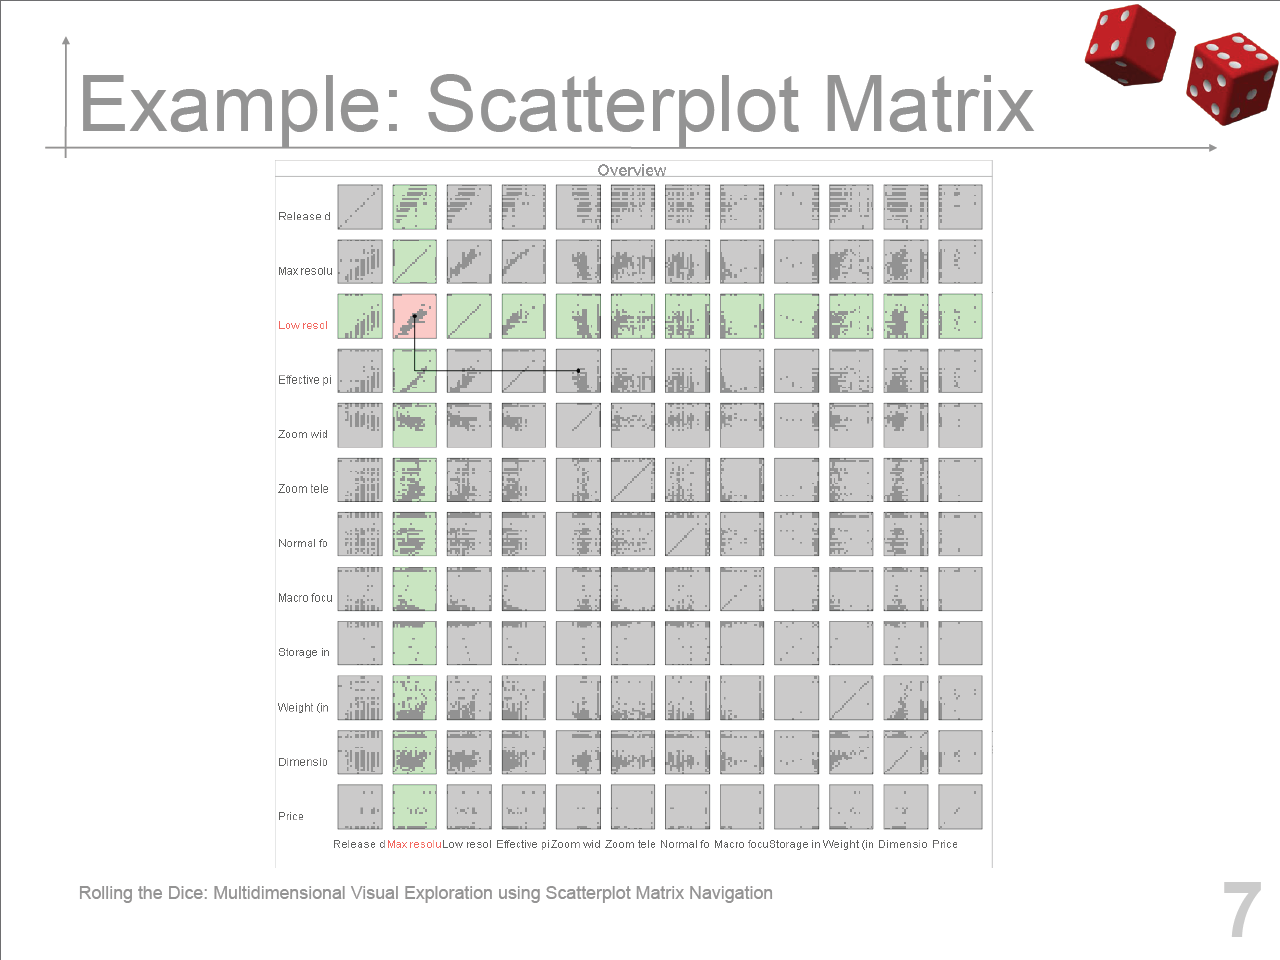 Example: Scatterplot Matrix
Overview
Release d
Max resolu
Low resol
Effective pi
Zoom wid
Zoom tele
Normal fo
Macro focu
Storage in
Weight (in
Dimensio
Price
Release d Max resolu Low resol Effective pi Zoom wid Zoom tele Normal fo Macro focu Storage in Weight (in Dimensio Price
Rolling the Dice: Multidimensional Visual Exploration using Scatterplot Matrix Navigation
7